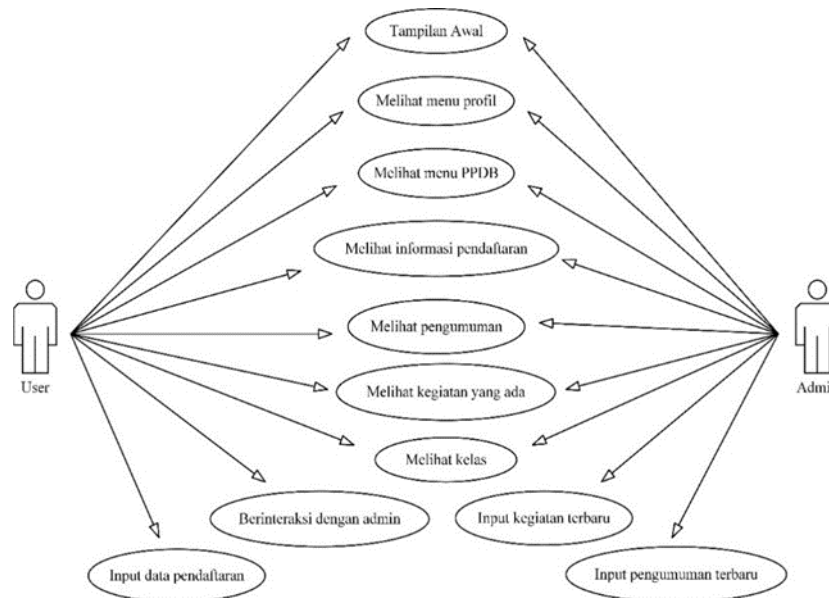 Tampilan Awal
Melihat menu profil
Melihat menu PPDB
Melihat informasi pendaftaran
Melihat pengumuman
User
Admi
Melihat kegiatan yang ada
Melihat kelas
Berinteraksi dengan admin
Input kegiatan terbaru
Input data pendaftaran
Input pengumuman terbaru